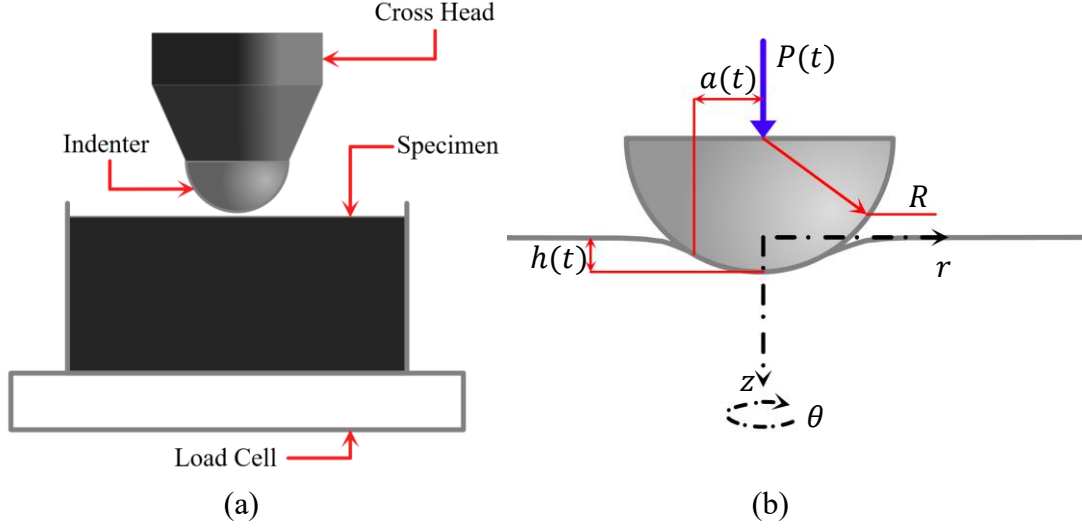 Cross Head
Indenter
Specimen
Load Cell
(a)
P(t)
a(t)
R
h(t)
r
z
θ
(b)